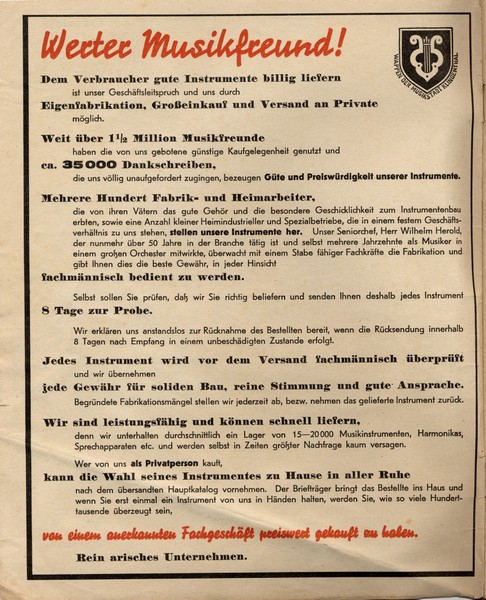 Werter Musikfreund!
WAPPEN DER MUSIKSTADT KLINGENTHAL
Dem Verbraucher gute Instrumente billig liefern
ist unser Geschäftsleitspruch und uns durch
Eigenfabrikation, Großeinkauf und Versand an Private
möglich.
Weit über 1½ Million Musikfreunde
haben die von uns gebotene günstige Kaufgelegenheit genutzt und
ca. 35000 Dankschreiben,
die uns völlig unaufgefordert zugingen, bezeugen Güte und Preiswürdigkeit unserer Instrumente.
Mehrere Hundert Fabrik- und Heimarbeiter,
die von ihren Vätern das gute Gehör und die besondere Geschicklichkeit zum Instrumentenbau
erbten, sowie eine Anzahl kleiner Heimindustrieller und Spezialbetriebe, die in einem festem Geschäfts-
verhältnis zu uns stehen, stellen unsere Instrumente her. Unser Seniorchef, Herr Wilhelm Herold,
der nunmehr über 50 Jahre in der Branche tätig ist und selbst mehrere Jahrzehnte als Musiker in
einem großen Orchester mitwirkte, überwacht mit einem Stabe fähiger Fachkräfte die Fabrikation und
gibt Ihnen dies die beste Gewähr, in jeder Hinsicht
fachmännisch bedient zu werden.
Selbst sollen Sie prüfen, daß wir Sie richtig beliefern und senden Ihnen deshalb jedes Instrument
8 Tage zur Probe.
Wir erklären uns anstandslos zur Rücknahme des Bestellten bereit, wenn die Rücksendung innerhalb
8 Tagen nach Empfang in einem unbeschädigten Zustande erfolgt.
Jedes Instrument wird vor dem Versand fachmännisch überprüft
und wir übernehmen
jede Gewähr für soliden Bau, reine Stimmung und gute Ansprache.
Begründete Fabrikationsmängel stellen wir jederzeit ab, bezw. nehmen das gelieferte Instrument zurück.
Wir sind leistungsfähig und können schnell liefern,
denn wir unterhalten durchschnittlich ein Lager von 15—20000 Musikinstrumenten, Harmonikas,
Sprechapparaten etc. und werden selbst in Zeiten größter Nachfrage kaum versagen.
Wer von uns als Privatperson kauft,
kann die Wahl seines Instrumentes zu Hause in aller Ruhe
nach dem übersandten Hauptkatalog vornehmen. Der Briefträger bringt das Bestellte ins Haus und
wenn Sie erst einmal ein Instrument von uns in Händen halten, werden Sie, wie so viele Hundert-
tausende überzeugt sein,
von einem anerkannten Fachgeschäft preiswert gekauft zu haben.
Rein arisches Unternehmen.